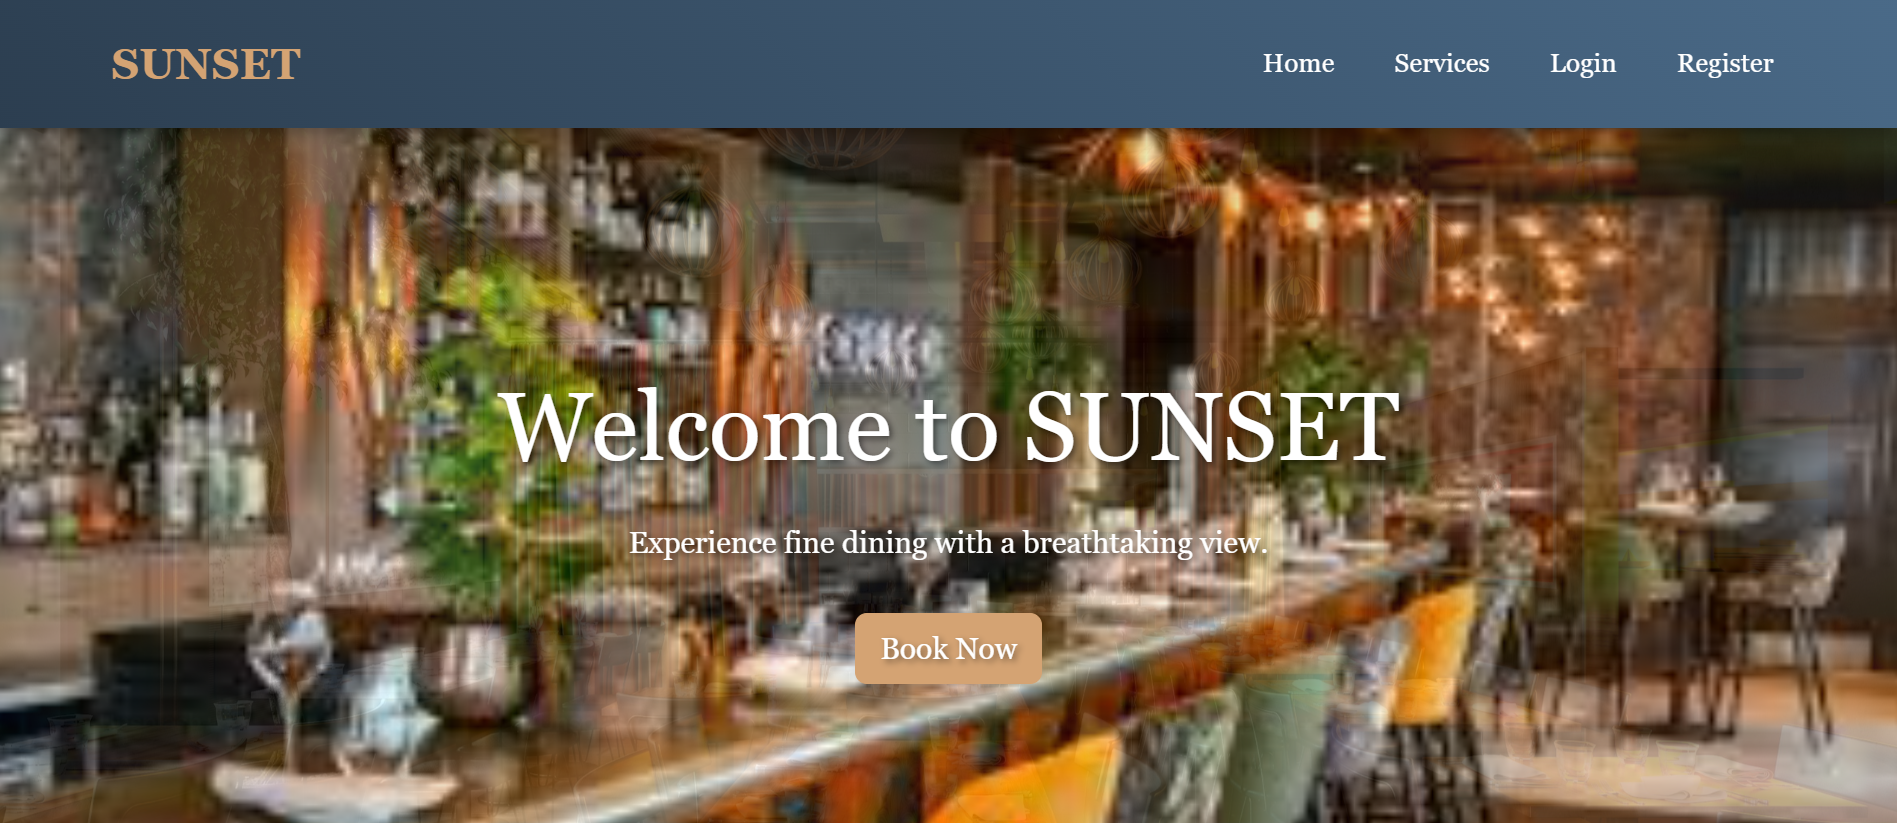 SUNSET
Home Services Login Register
Welcome to SUNSET
Experience fine dining with a breathtaking view.
Book Now